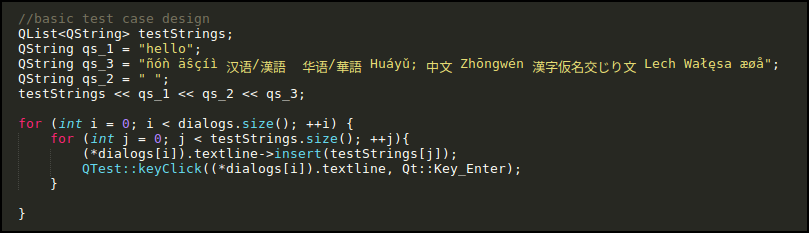 //basic test case design
QList<QString> testStrings;
QString qs_1 = "hello";
QString qs_3 = "ñóǹ äŝçíì 汉语/漢語  华语/華語 Huáyǔ; 中文 Zhōngwén 漢字仮名交じり文 Lech Wałęsa æøå";
QString qs_2 = " ";
testStrings << qs_1 << qs_2 << qs_3;

for (int i = 0; i < dialogs.size(); ++i) {
    for (int j = 0; j < testStrings.size(); ++j){
        (*dialogs[i]).textline->insert(testStrings[j]);
        QTest::keyClick((*dialogs[i]).textline, Qt::Key_Enter);
    }

}